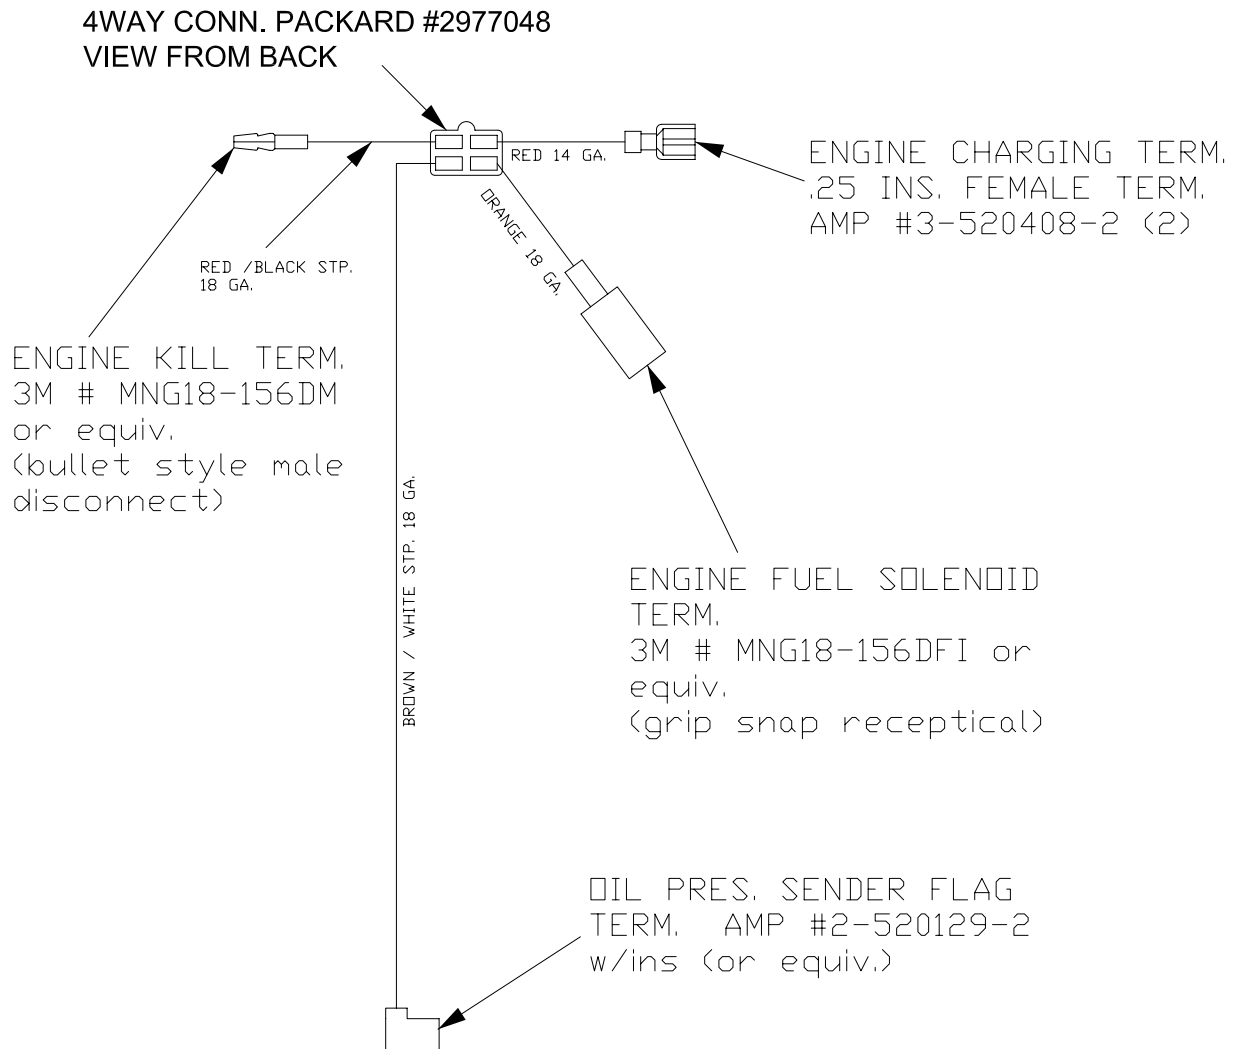 4WAY CONN. PACKARD #2977048
VIEW FROM BACK
RED 14 GA.
ENGINE CHARGING TERM.
.25 INS. FEMALE TERM.
AMP #3-520408-2 (2)
ORANGE 18 GA.
RED /BLACK STP.
18 GA.
ENGINE KILL TERM.
3M # MNG18-156DM
or equiv.
(bullet style male
disconnect)
BROWN / WHITE STP. 18 GA.
ENGINE FUEL SOLENOID
TERM.
3M # MNG18-156DFI or
equiv.
(grip snap receptical)
OIL PRES. SENDER FLAG
TERM. AMP #2-520129-2
w/ins (or equiv.)